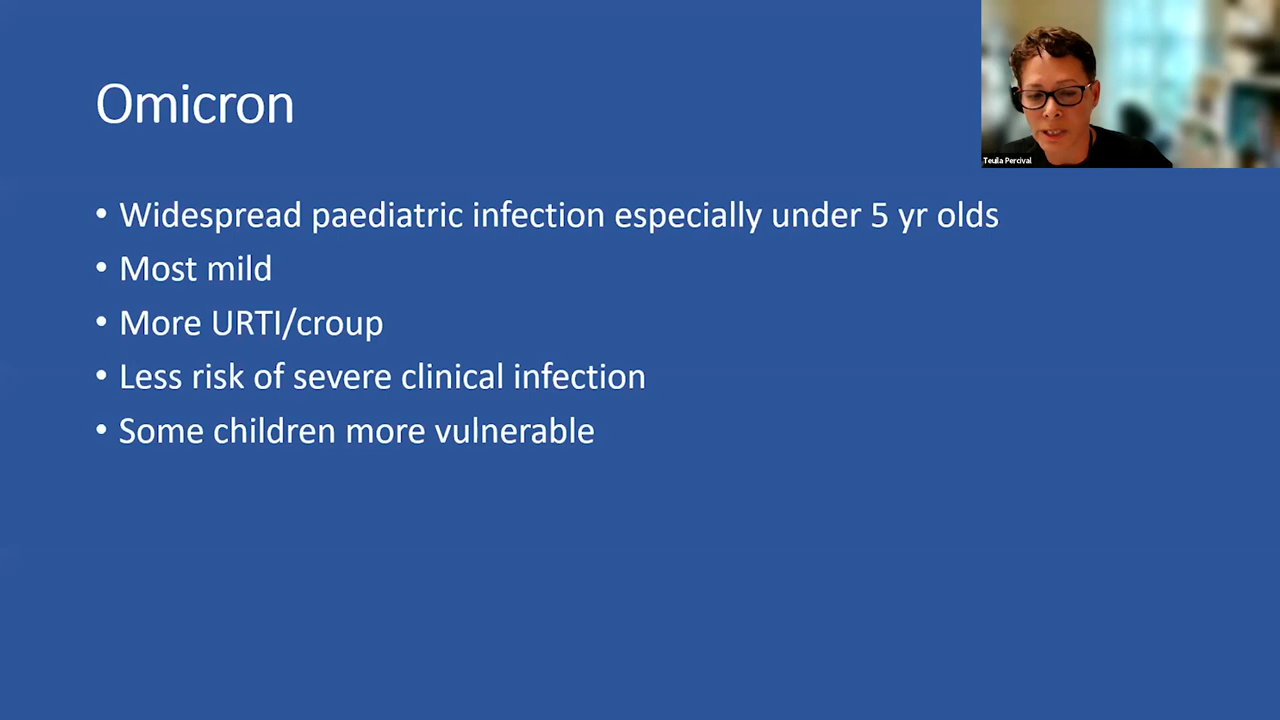 Omicron
• Widespread paediatric infection especially under 5 yr olds
• Most mild
• More URTI/croup
• Less risk of severe clinical infection
• Some children more vulnerable
Teuila Percival